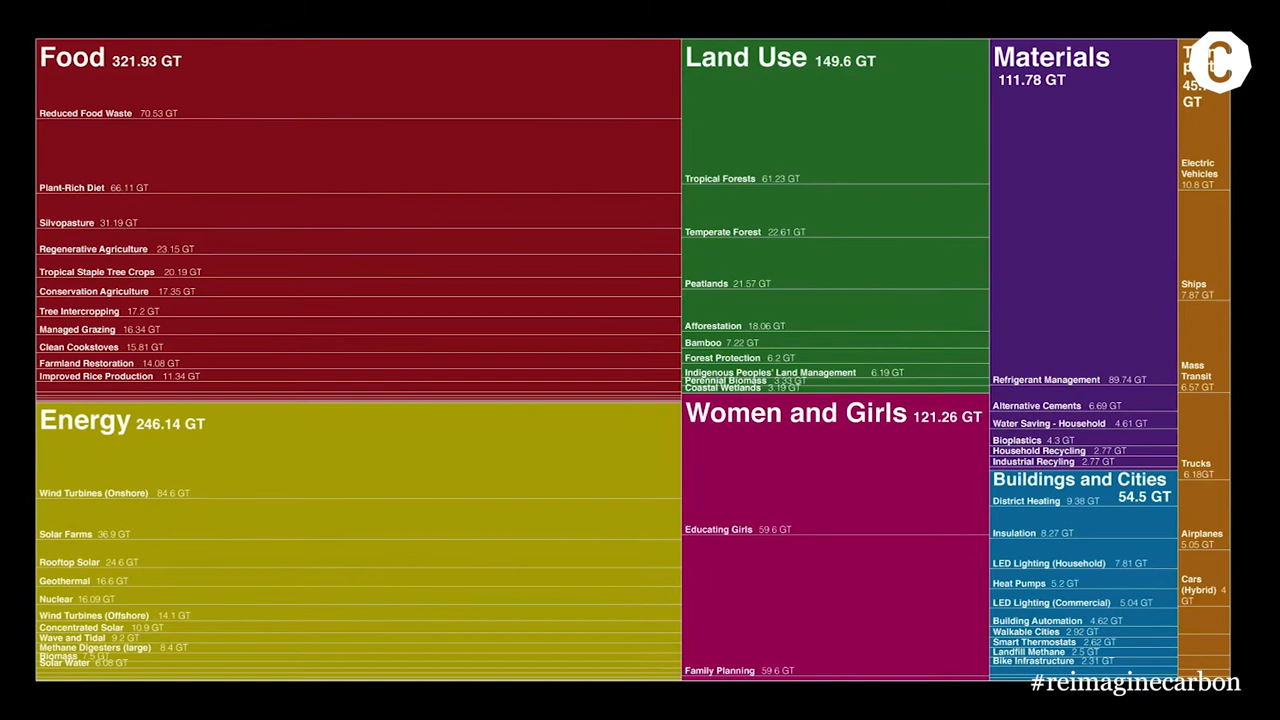 Food 321.93 GT
Reduced Food Waste 70.53 GT
Plant-Rich Diet 66.11 GT
Silvopasture 31.19 GT
Regenerative Agriculture 23.15 GT
Tropical Staple Tree Crops 20.19 GT
Conservation Agriculture 17.35 GT
Tree Intercropping 17.2 GT
Managed Grazing 16.34 GT
Clean Cookstoves 15.81 GT
Farmland Restoration 14.08 GT
Improved Rice Production 11.34 GT
Energy 246.14 GT
Wind Turbines (Onshore) 84.6 GT
Solar Farms 36.9 GT
Rooftop Solar 24.6 GT
Geothermal 16.6 GT
Nuclear 16.09 GT
Wind Turbines (Offshore) 14.1 GT
Concentrated Solar 10.9 GT
Wave and Tidal 9.2 GT
Methane Digesters (large) 8.4 GT
Biomass 7.5 GT
Solar Water 6.08 GT
Land Use 149.6 GT
Tropical Forests 61.23 GT
Temperate Forest 22.61 GT
Peatlands 21.57 GT
Afforestation 18.06 GT
Bamboo 7.22 GT
Forest Protection 6.2 GT
Indigenous Peoples' Land Management 6.19 GT
Perennial Biomass 3.33 GT
Coastal Wetlands 3.19 GT
Women and Girls 121.26 GT
Educating Girls 59.6 GT
Family Planning 59.6 GT
Materials
111.78 GT
Refrigerant Management 89.74 GT
Alternative Cements 6.69 GT
Water Saving - Household 4.61 GT
Bioplastics 4.3 GT
Household Recycling 2.77 GT
Industrial Recyling 2.77 GT
Buildings and Cities
54.5 GT
District Heating 9.38 GT
Insulation 8.27 GT
LED Lighting (Household) 7.81 GT
Heat Pumps 5.2 GT
LED Lighting (Commercial) 5.04 GT
Building Automation 4.62 GT
Walkable Cities 2.92 GT
Smart Thermostats 2.62 GT
Landfill Methane 2.5 GT
Bike Infrastructure 2.31 GT
C
GT
Electric
Vehicles
10.8 GT
Ships
7.87 GT
Mass
Transit
6.57 GT
Trucks
6.18GT
Airplanes
5.05 GT
Cars
(Hybrid) 4
GT
#reimaginecarbon